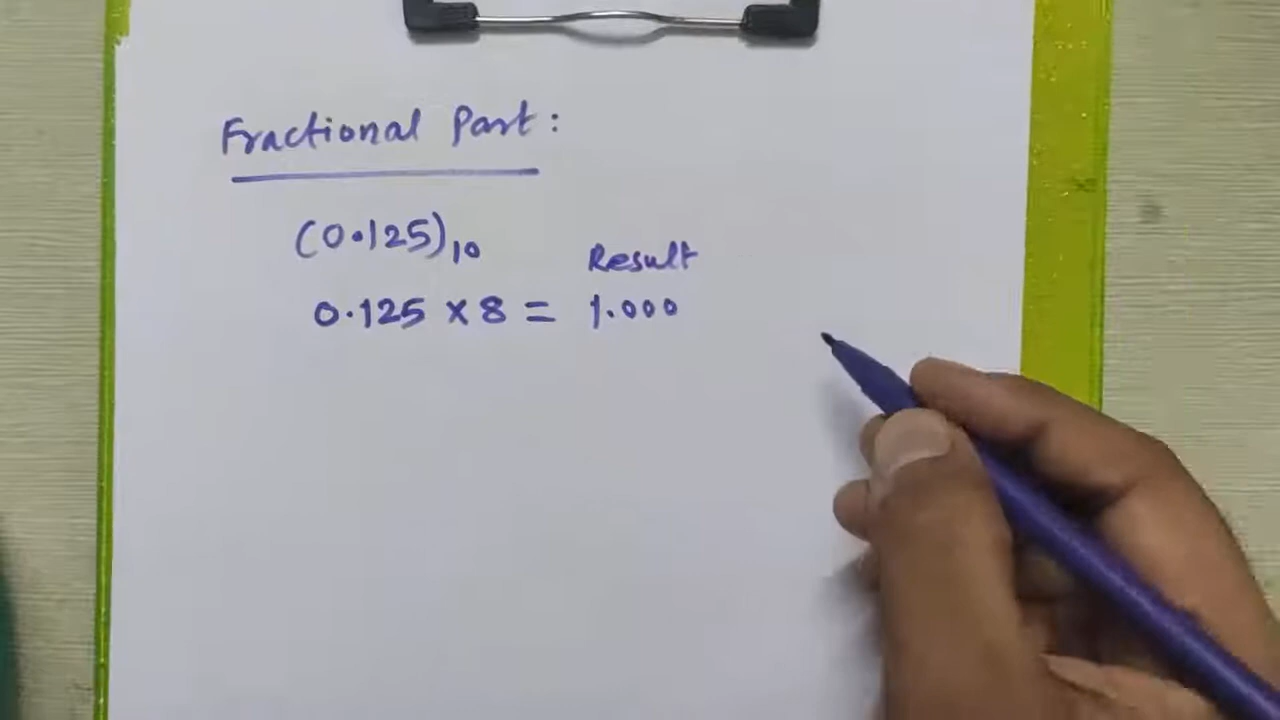 Fractional Part:
(0.125)₁₀
Result
0.125 × 8 = 1.000